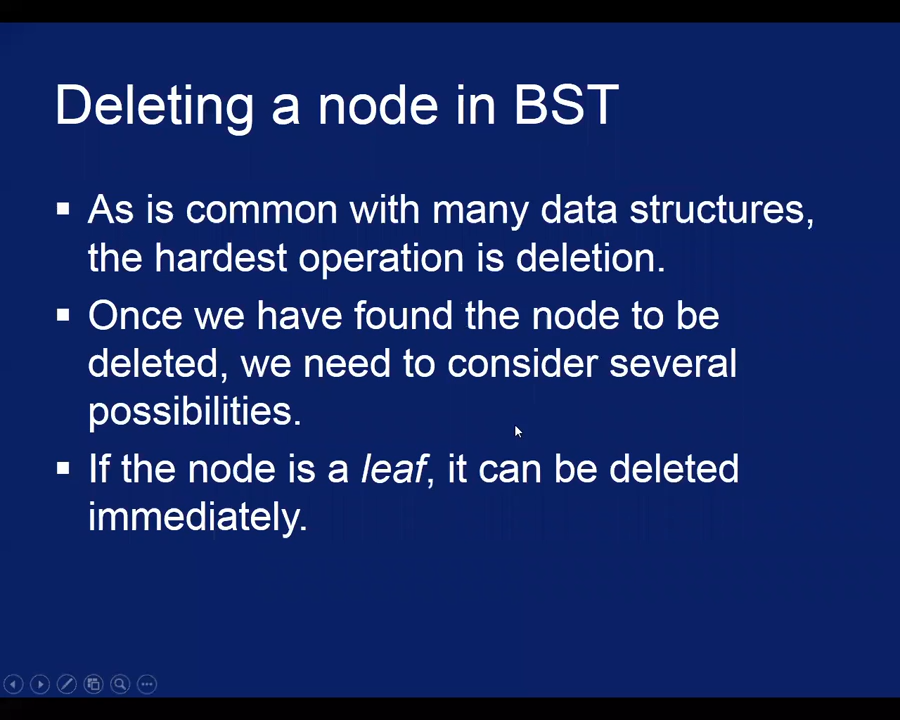 Deleting a node in BST
As is common with many data structures,
the hardest operation is deletion.
Once we have found the node to be
deleted, we need to consider several
possibilities.
If the node is a leaf, it can be deleted
immediately.